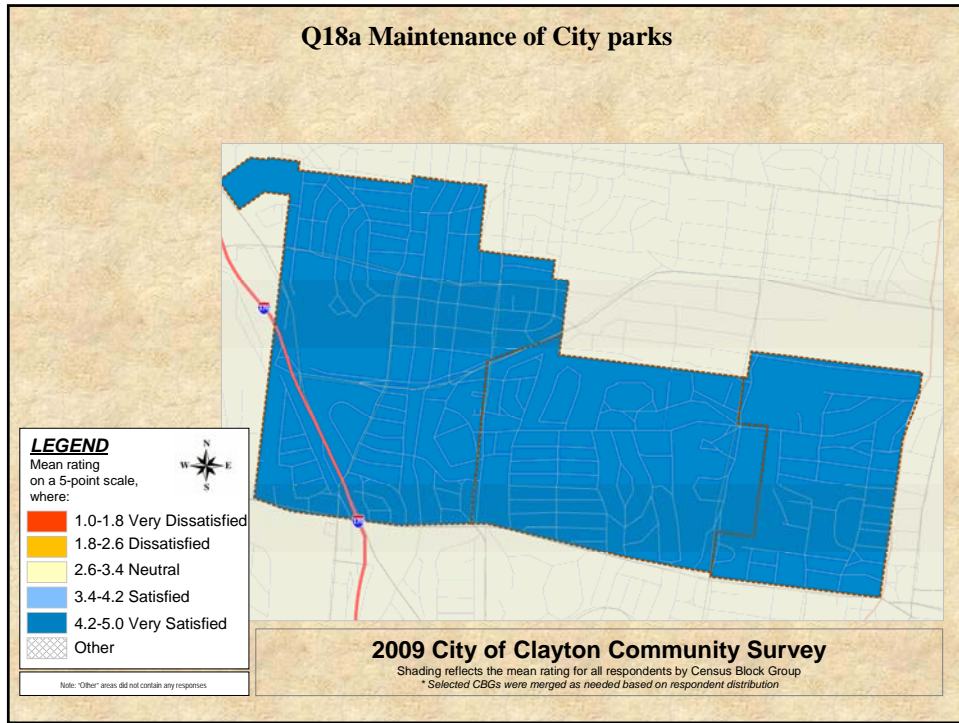 Q18a Maintenance of City parks
LEGEND
Mean rating
on a 5-point scale,
where:
N
W E
S
1.0-1.8 Very Dissatisfied
1.8-2.6 Dissatisfied
2.6-3.4 Neutral
3.4-4.2 Satisfied
4.2-5.0 Very Satisfied
Other
Note: "Other" areas did not contain any responses
2009 City of Clayton Community Survey
Shading reflects the mean rating for all respondents by Census Block Group
* Selected CBGs were merged as needed based on respondent distribution